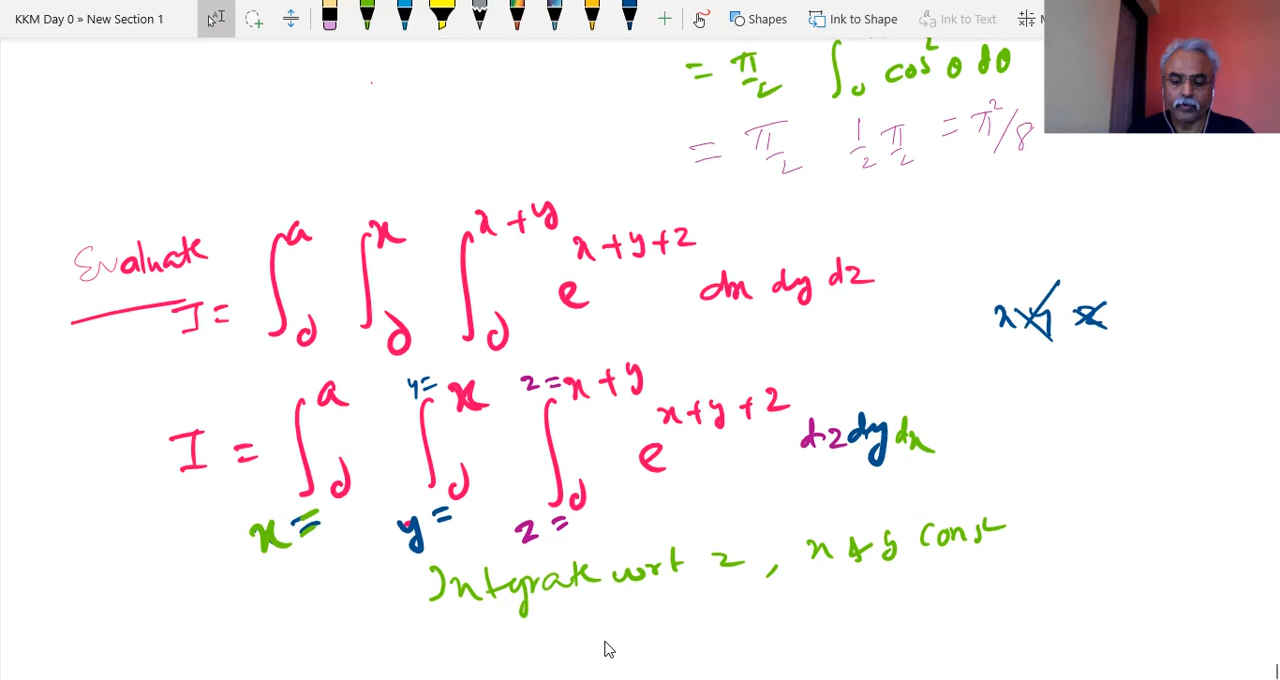 KKM Day 0 » New Section 1
Shapes Ink to Shape Ink to Text
= π/2 ∫₀ cos² θ dθ
= π/2 1/2 π/2 = π²/8
Evaluate
I = ∫₀^a ∫₀^x ∫₀^{x+y} e^{x+y+z} dx dy dz
I = ∫_{x=0}^{a} ∫_{y=0}^{y=x} ∫_{z=0}^{z=x+y} e^{x+y+z} dz dy dx
Integrate wrt z, x & y const